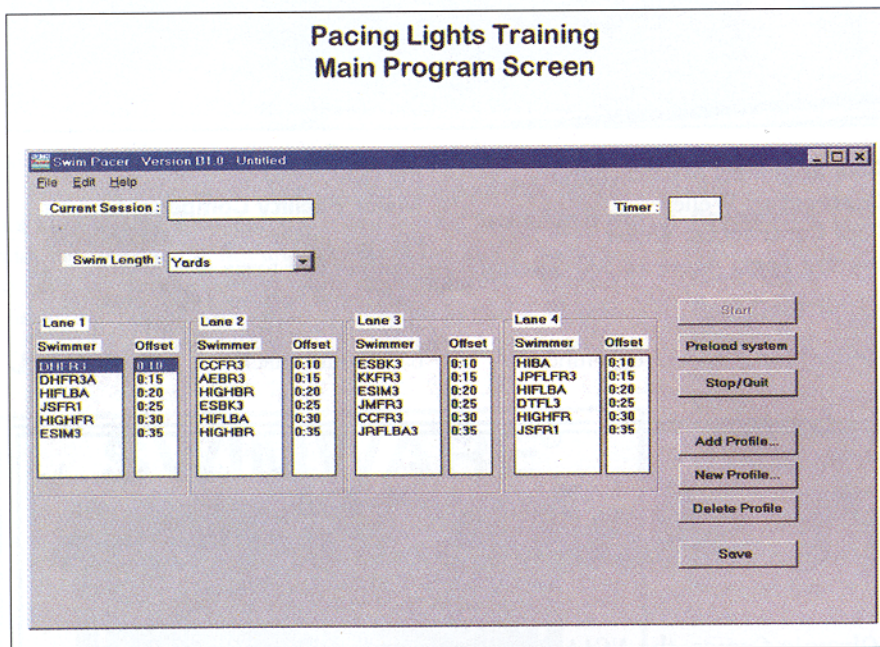 Pacing Lights Training
Main Program Screen
Swim Pacer Version D1.0 - Untitled
File Edit Help
Current Session :
Timer :
Swim Length : Yards
Lane 1
Swimmer Offset
DHFR3 0:10
DHFR3A 0:15
HIFLBA 0:20
JSFR1 0:25
HIGHFR 0:30
ESIM3 0:35
Lane 2
Swimmer Offset
CCFR3 0:10
AEBR3 0:15
HIGHBR 0:20
ESBK3 0:25
HIFLBA 0:30
HIGHBR 0:35
Lane 3
Swimmer Offset
ESBK3 0:10
KKFR3 0:15
ESIM3 0:20
JMFR3 0:25
CCFR3 0:30
JRFLBA3 0:35
Lane 4
Swimmer Offset
HIBA 0:10
JPFLFR3 0:15
HIFLBA 0:20
DTFL3 0:25
HIGHFR 0:30
JSFR1 0:35
Start
Preload system
Stop/Quit
Add Profile...
New Profile...
Delete Profile
Save